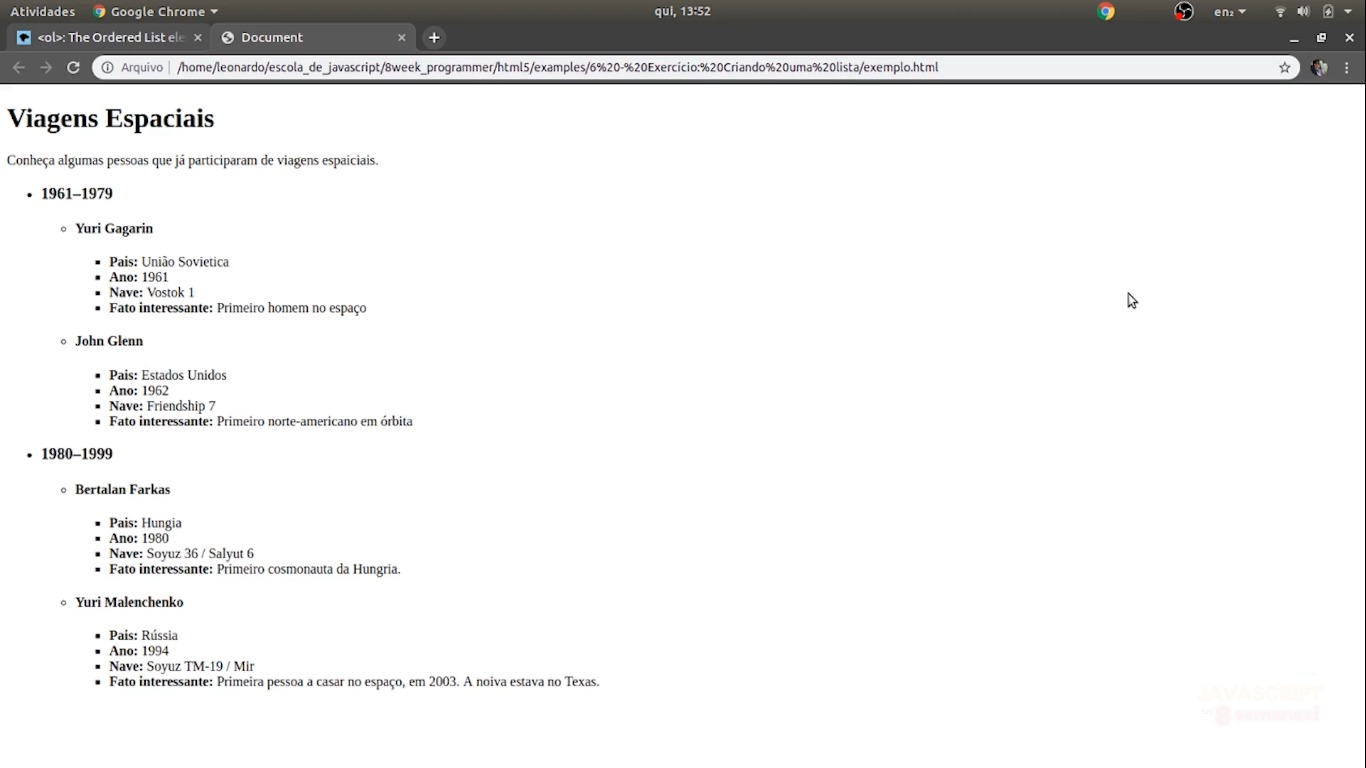 Atividades Google Chrome qui, 13:52 en₂
<ol>: The Ordered List ele Document
Arquivo /home/leonardo/escola_de_javascript/8week_programmer/html5/examples/6%20-%20Exercício:%20Criando%20uma%20lista/exemplo.html
Viagens Espaciais
Conheça algumas pessoas que já participaram de viagens espaiciais.
1961–1979
Yuri Gagarin
Pais: União Sovietica
Ano: 1961
Nave: Vostok 1
Fato interessante: Primeiro homem no espaço
John Glenn
Pais: Estados Unidos
Ano: 1962
Nave: Friendship 7
Fato interessante: Primeiro norte-americano em órbita
1980–1999
Bertalan Farkas
Pais: Hungia
Ano: 1980
Nave: Soyuz 36 / Salyut 6
Fato interessante: Primeiro cosmonauta da Hungria.
Yuri Malenchenko
Pais: Rússia
Ano: 1994
Nave: Soyuz TM-19 / Mir
Fato interessante: Primeira pessoa a casar no espaço, em 2003. A noiva estava no Texas.
JAVASCRIPT
8